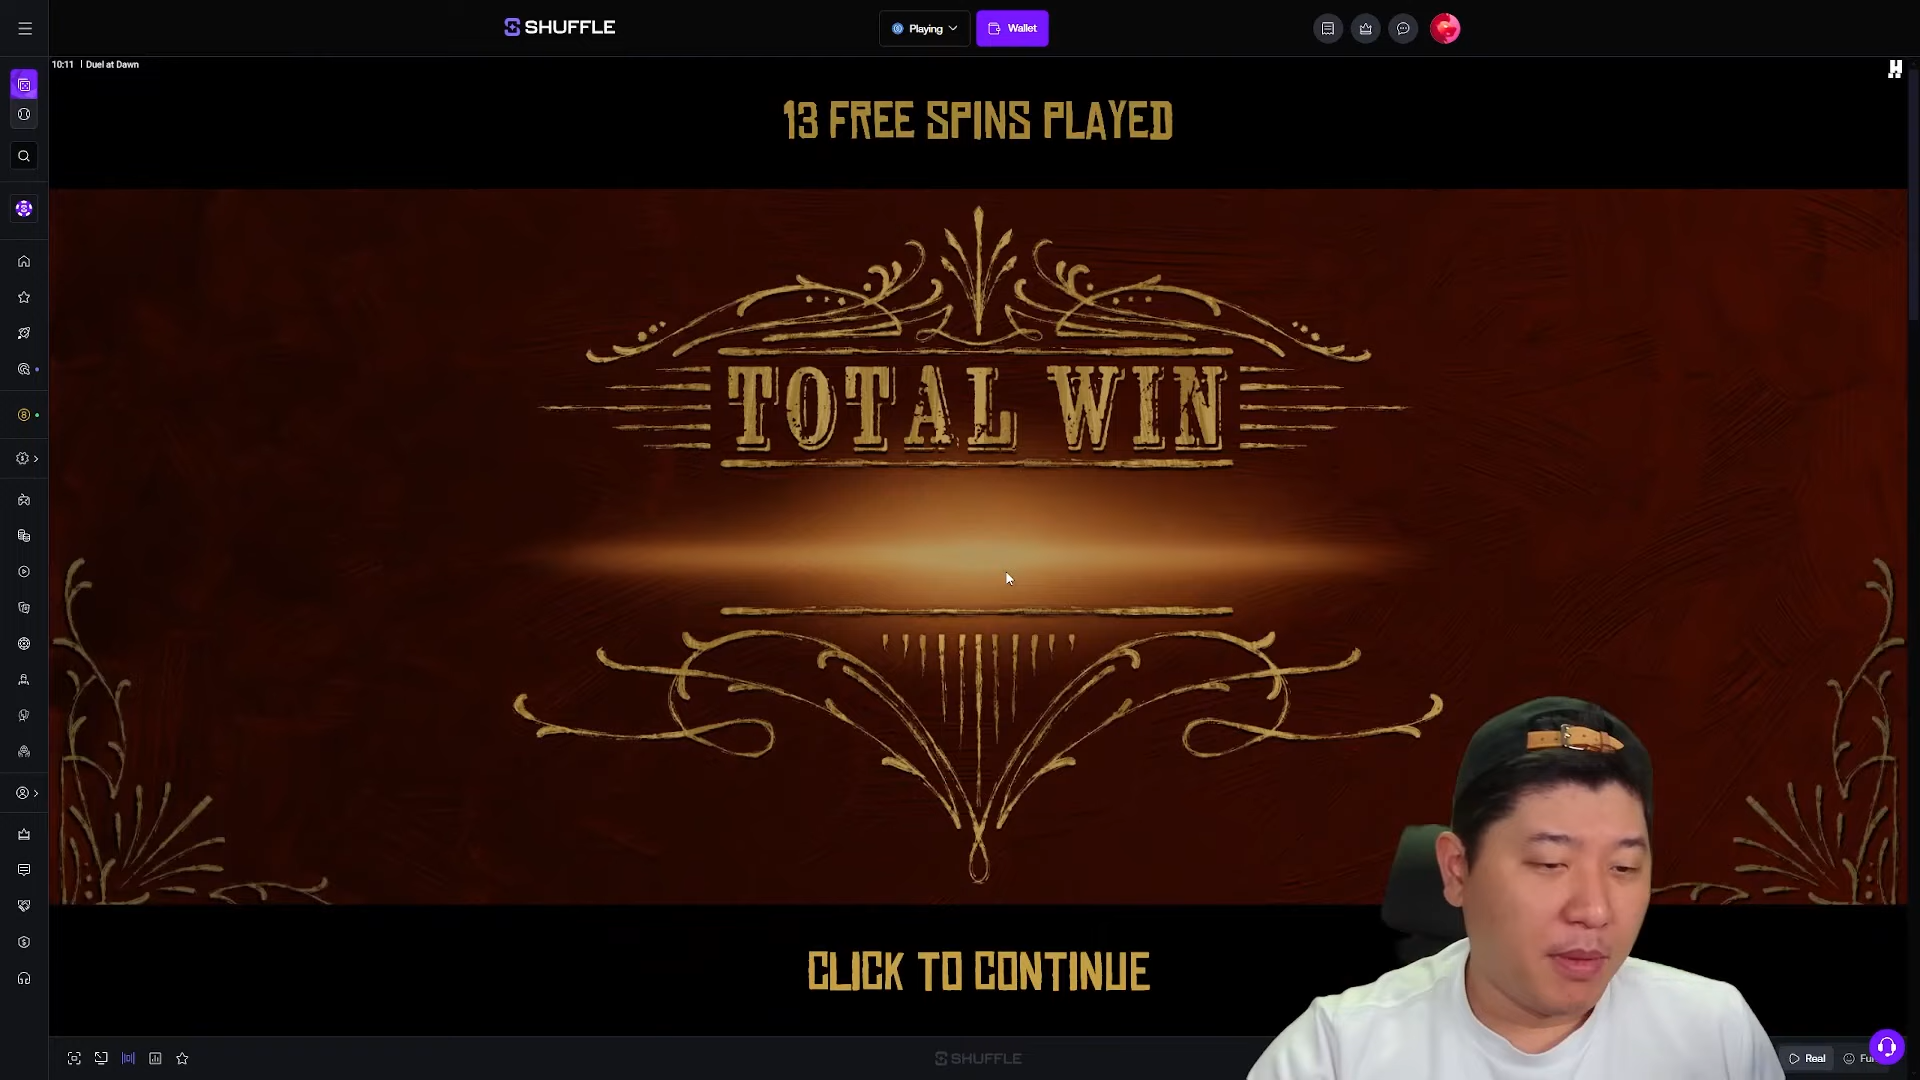 SHUFFLE
Playing
Wallet
10:11 | Duel at Dawn
13 FREE SPINS PLAYED
TOTAL WIN
CLICK TO CONTINUE
SHUFFLE
Real